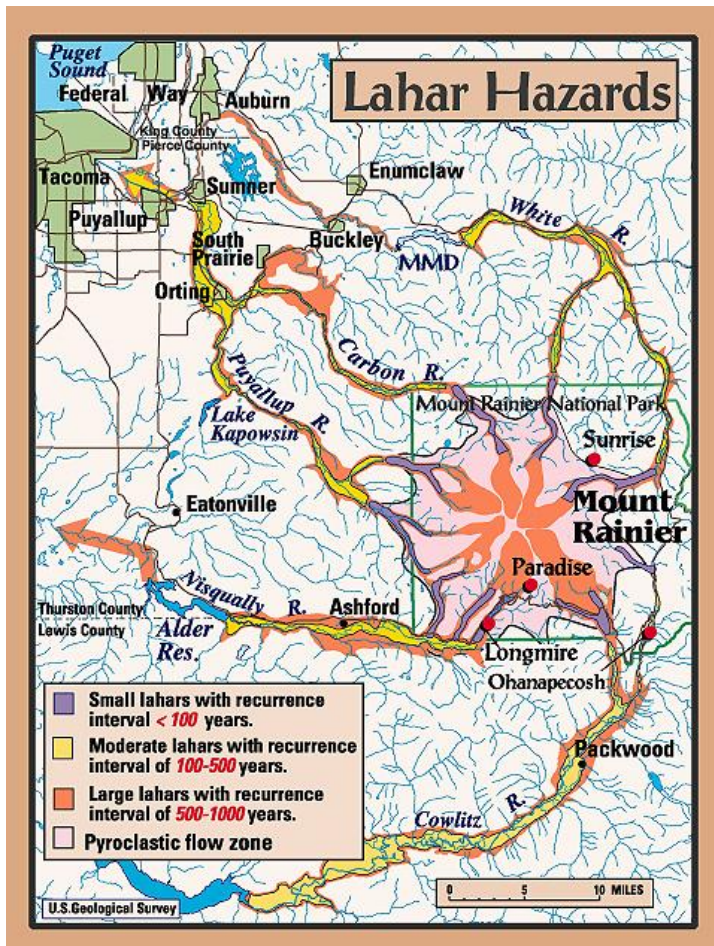 Lahar Hazards
Puget
Sound
Federal Way
Auburn
King County
Pierce County
Tacoma
Sumner
Enumclaw
Puyallup
White R.
South
Prairie
Buckley
MMD
Orting
Carbon R.
Puyallup R.
Mount Rainier National Park
Lake
Kapowsin
Sunrise
Eatonville
Mount
Rainier
Paradise
Nisqually R.
Ashford
Thurston County
Lewis County
Alder
Res.
Longmire
Ohanapecosh
Small lahars with recurrence
interval < 100 years.
Moderate lahars with recurrence
interval of 100-500 years.
Large lahars with recurrence
interval of 500-1000 years.
Pyroclastic flow zone
Packwood
Cowlitz R.
0 5 10 MILES
U.S.Geological Survey